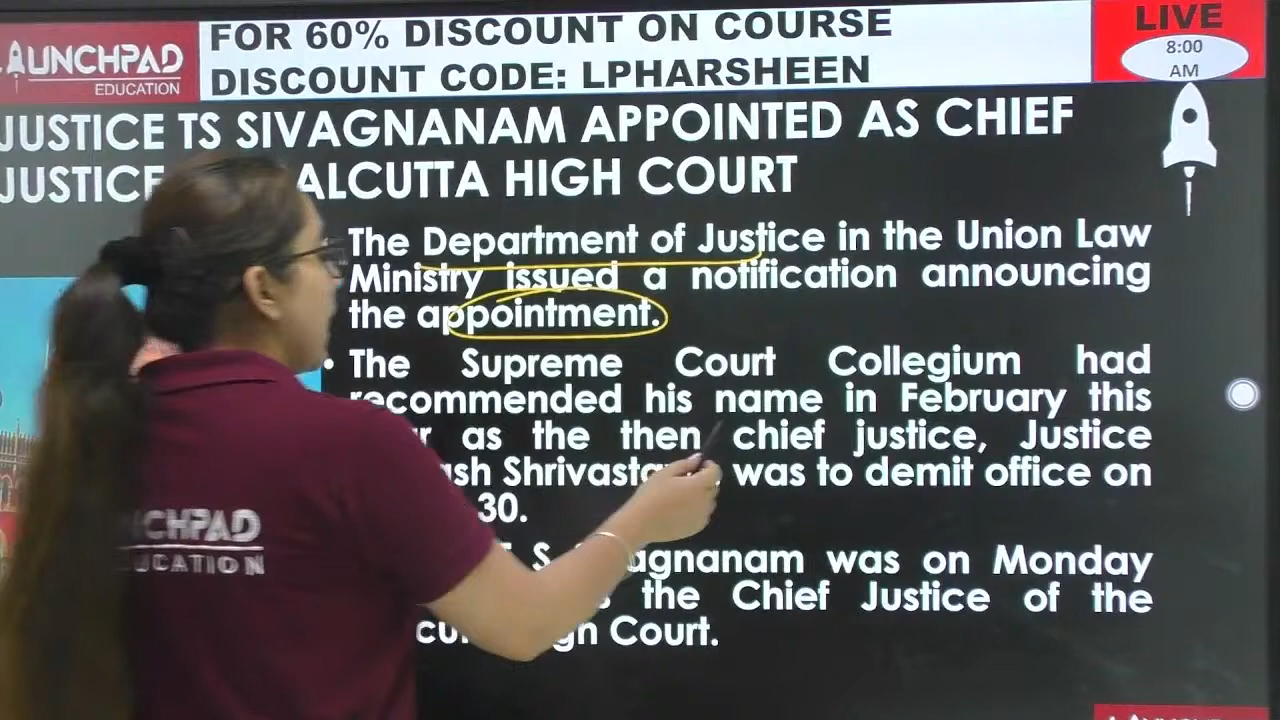 LAUNCHPAD
EDUCATION
FOR 60% DISCOUNT ON COURSE
DISCOUNT CODE: LPHARSHEEN
LIVE
8:00
AM
JUSTICE TS SIVAGNANAM APPOINTED AS CHIEF
JUSTICE ALCUTTA HIGH COURT
The Department of Justice in the Union Law
Ministry issued a notification announcing
the appointment.
• The Supreme Court Collegium had
recommended his name in February this
as the then chief justice, Justice
ash Shrivasta was to demit office on
30.
S agnanam was on Monday
the Chief Justice of the
gh Court.
NCHPAD
UCATION